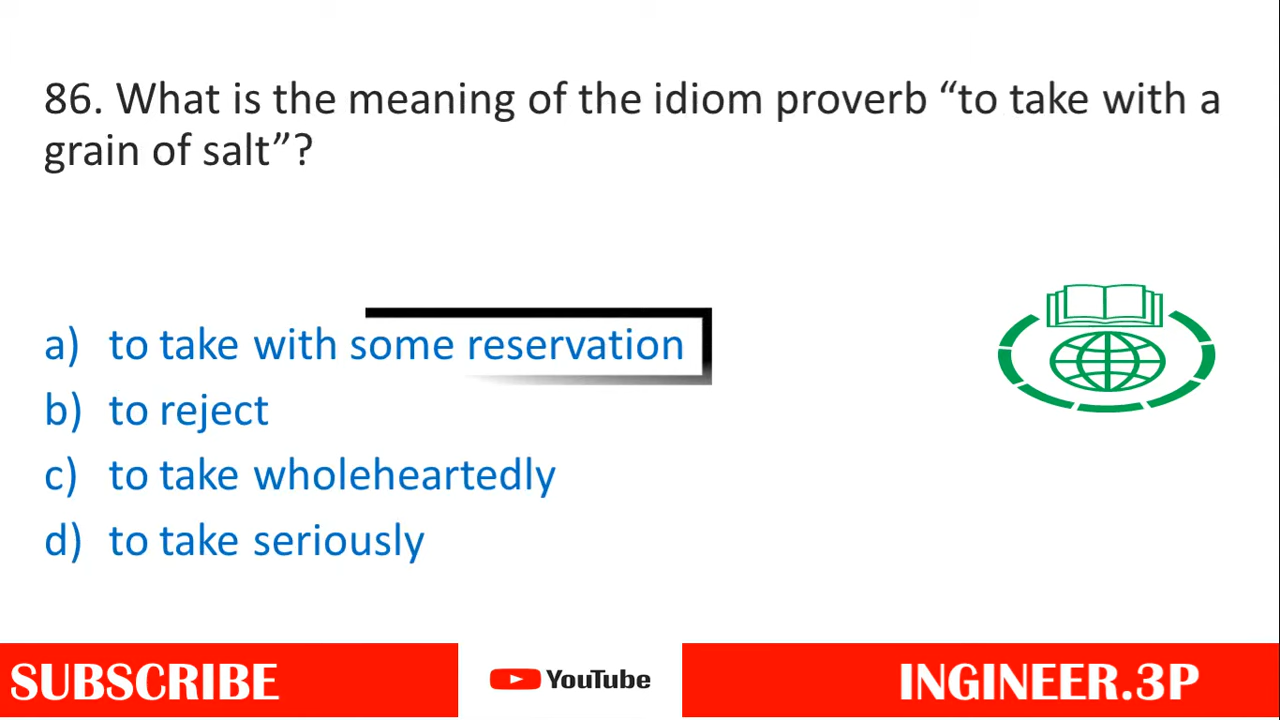 86. What is the meaning of the idiom proverb “to take with a
grain of salt”?
a) to take with some reservation
b) to reject
c) to take wholeheartedly
d) to take seriously
SUBSCRIBE
YouTube
INGINEER.3P